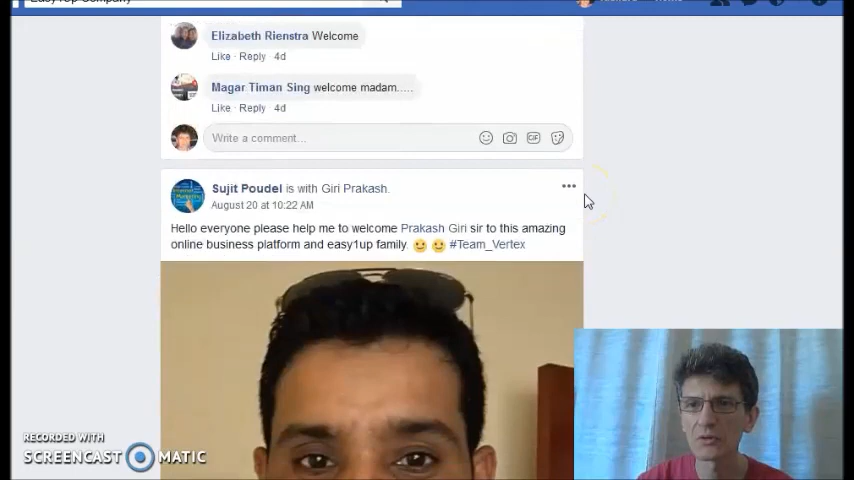 Elizabeth Rienstra Welcome
Like · Reply · 4d
Magar Timan Sing welcome madam.....
Like · Reply · 4d
Write a comment...
GIF
Sujit Poudel is with Giri Prakash.
August 20 at 10:22 AM
Hello everyone please help me to welcome Prakash Giri sir to this amazing
online business platform and easy1up family. #Team_Vertex
RECORDED WITH
SCREENCAST MATIC